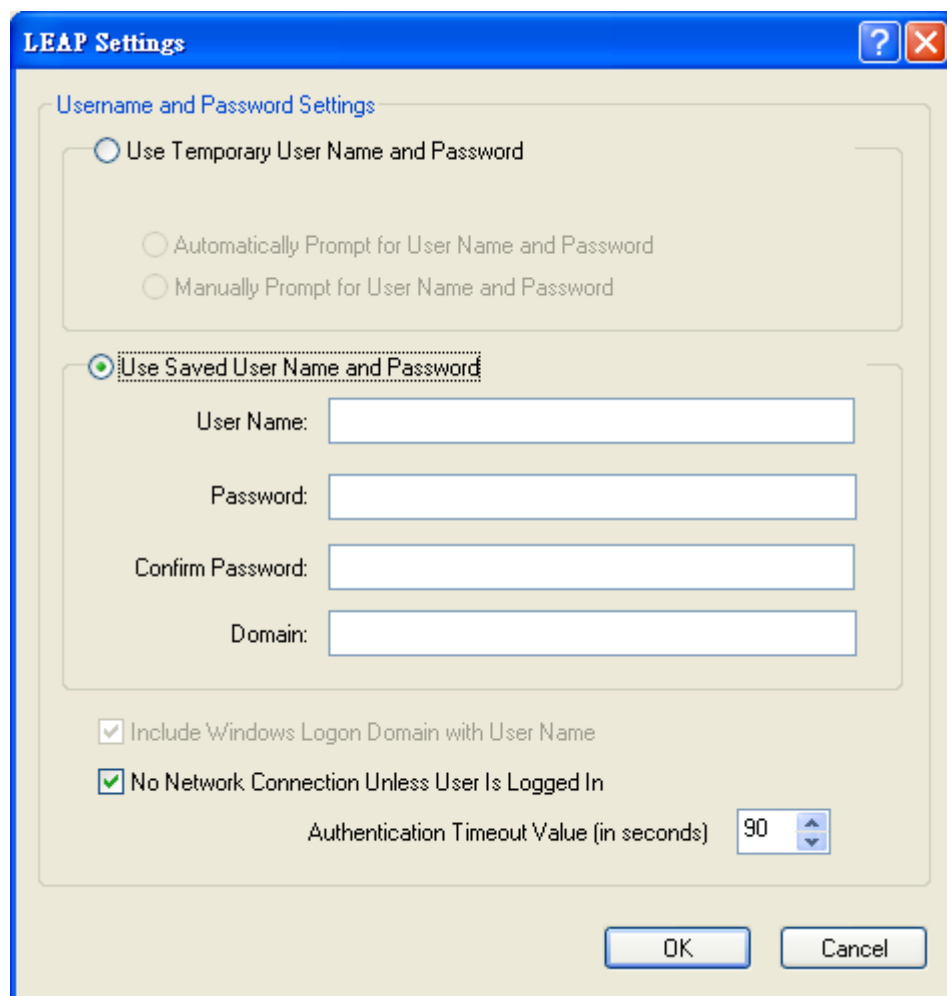 LEAP Settings
Username and Password Settings
Use Temporary User Name and Password
Automatically Prompt for User Name and Password
Manually Prompt for User Name and Password
Use Saved User Name and Password
User Name:
Password:
Confirm Password:
Domain:
Include Windows Logon Domain with User Name
No Network Connection Unless User Is Logged In
Authentication Timeout Value (in seconds) 90
OK Cancel